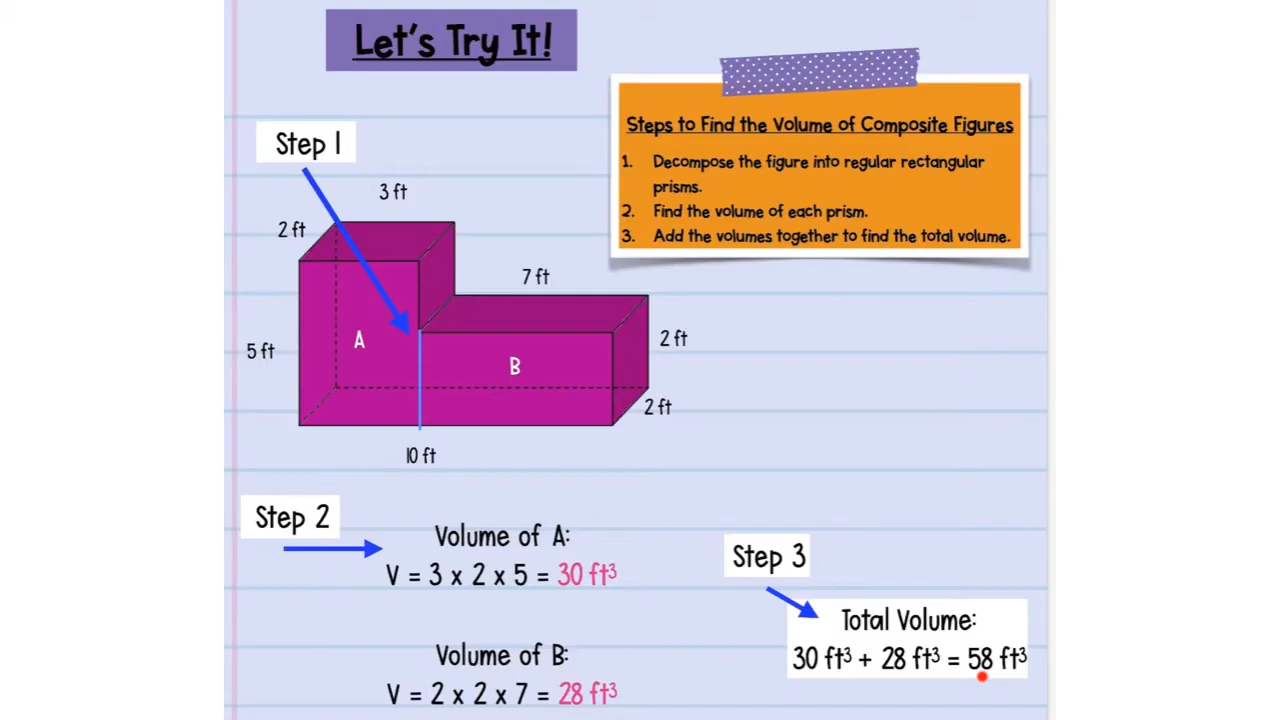 Let's Try It!
Steps to Find the Volume of Composite Figures
1. Decompose the figure into regular rectangular
prisms.
2. Find the volume of each prism.
3. Add the volumes together to find the total volume.
Step 1
3 ft
2 ft
7 ft
5 ft
A
B
2 ft
2 ft
10 ft
Step 2
Volume of A:
V = 3 x 2 x 5 = 30 ft³
Volume of B:
V = 2 x 2 x 7 = 28 ft³
Step 3
Total Volume:
30 ft³ + 28 ft³ = 58 ft³